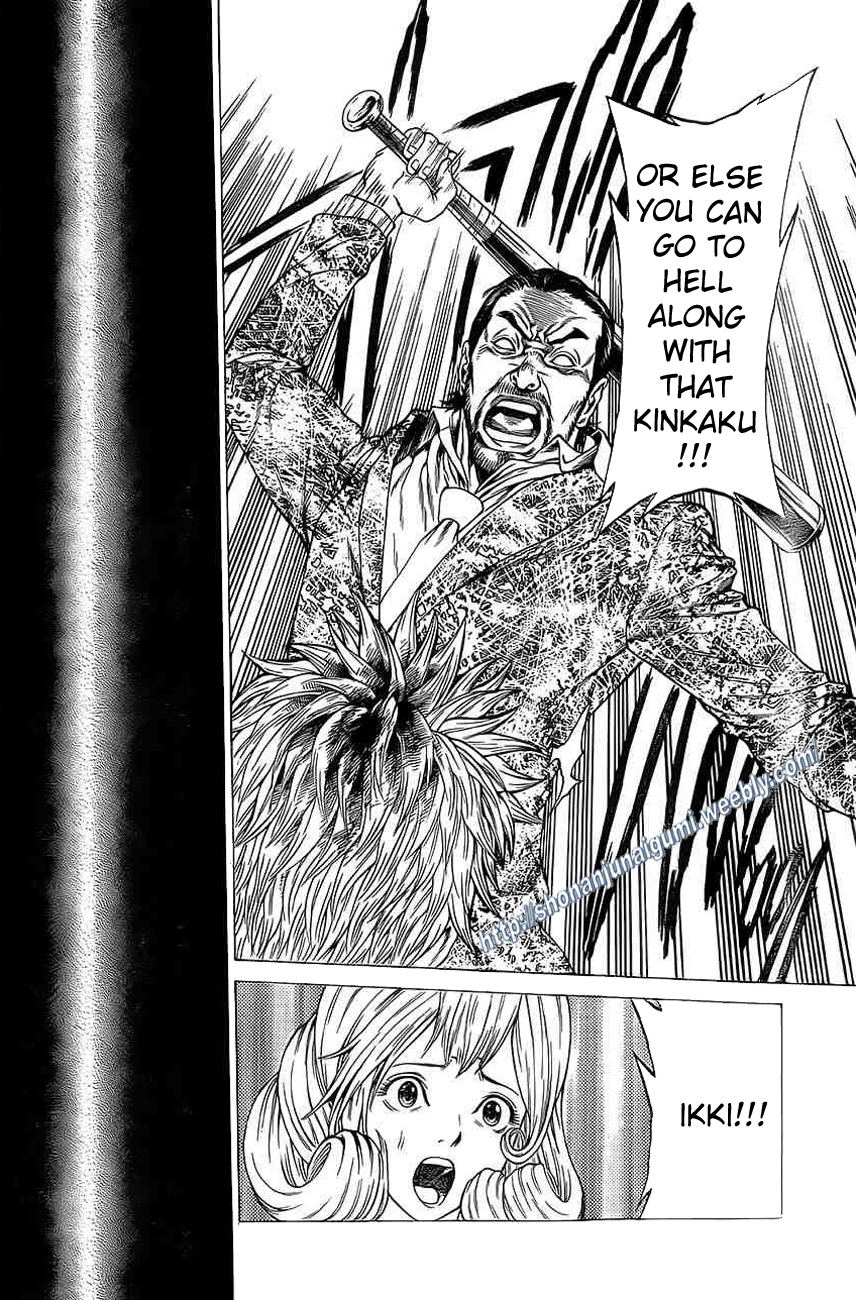 OR ELSE
YOU CAN
GO TO
HELL
ALONG
WITH
THAT
KINKAKU
!!!
http://shonanjunaigumi.weebly.com/
IKKI!!!